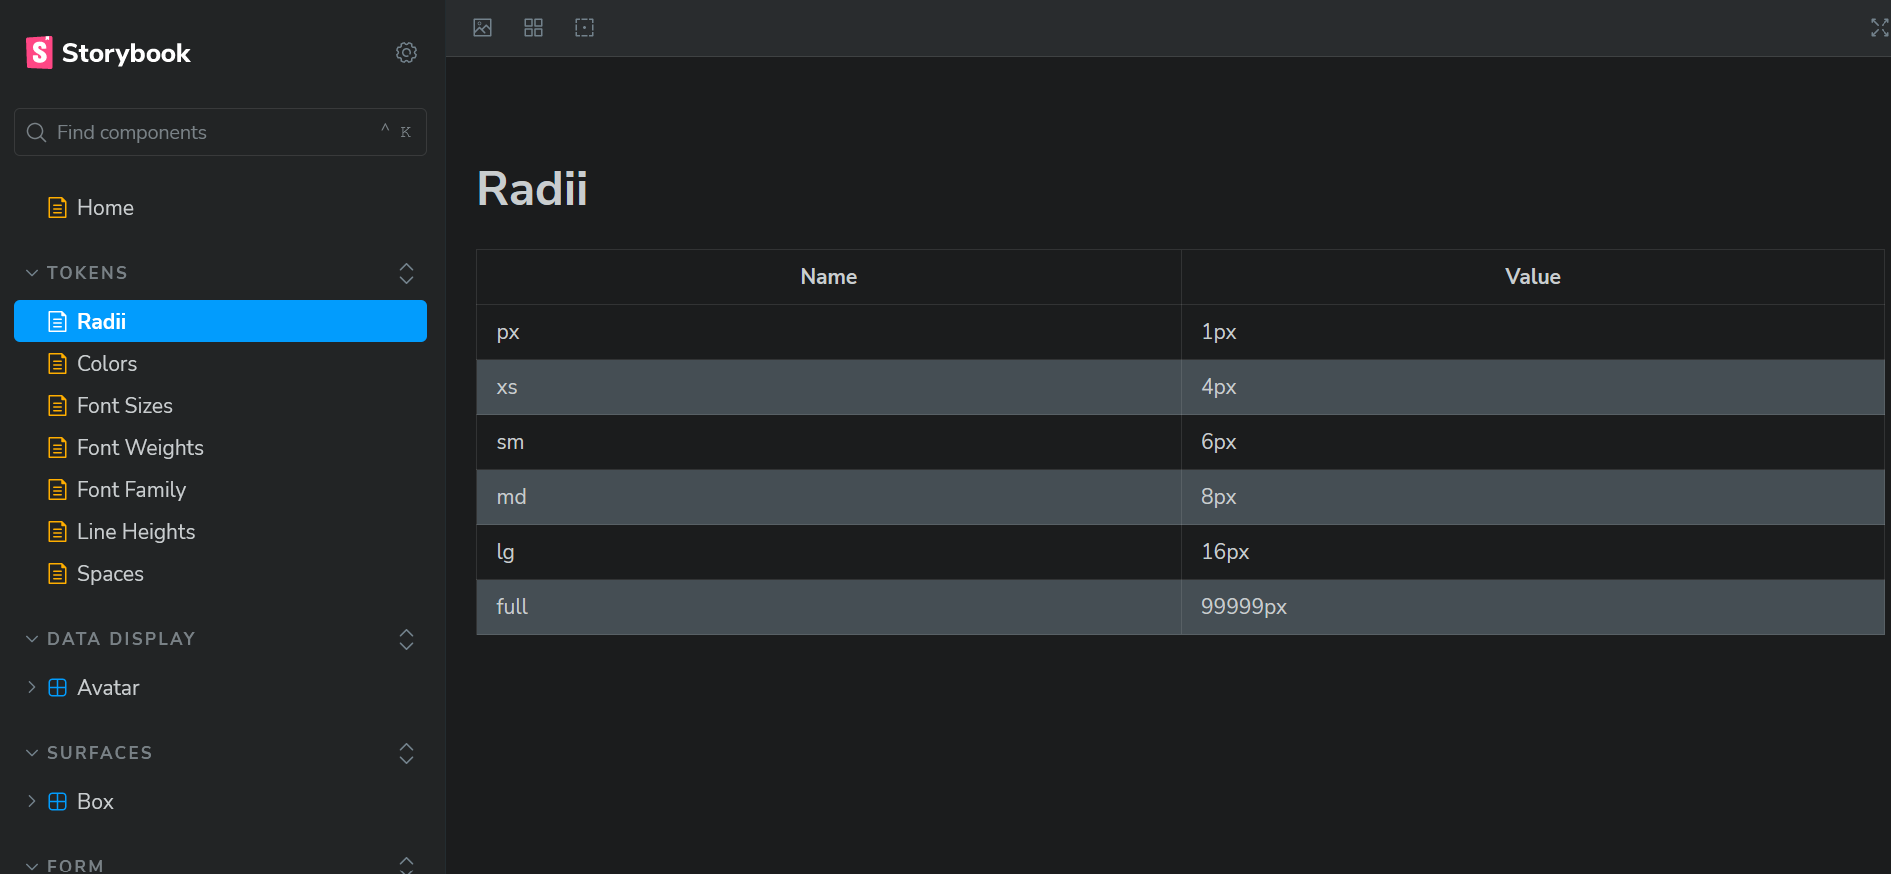 Storybook
Find components
^ K
Home
TOKENS
Radii
Colors
Font Sizes
Font Weights
Font Family
Line Heights
Spaces
DATA DISPLAY
Avatar
SURFACES
Box
FORM
Radii
Name Value
px 1px
xs 4px
sm 6px
md 8px
lg 16px
full 99999px